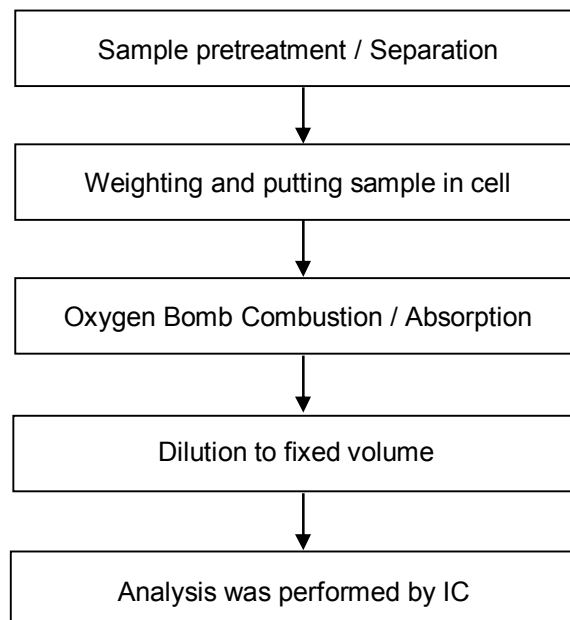 Sample pretreatment / Separation
Weighting and putting sample in cell
Oxygen Bomb Combustion / Absorption
Dilution to fixed volume
Analysis was performed by IC